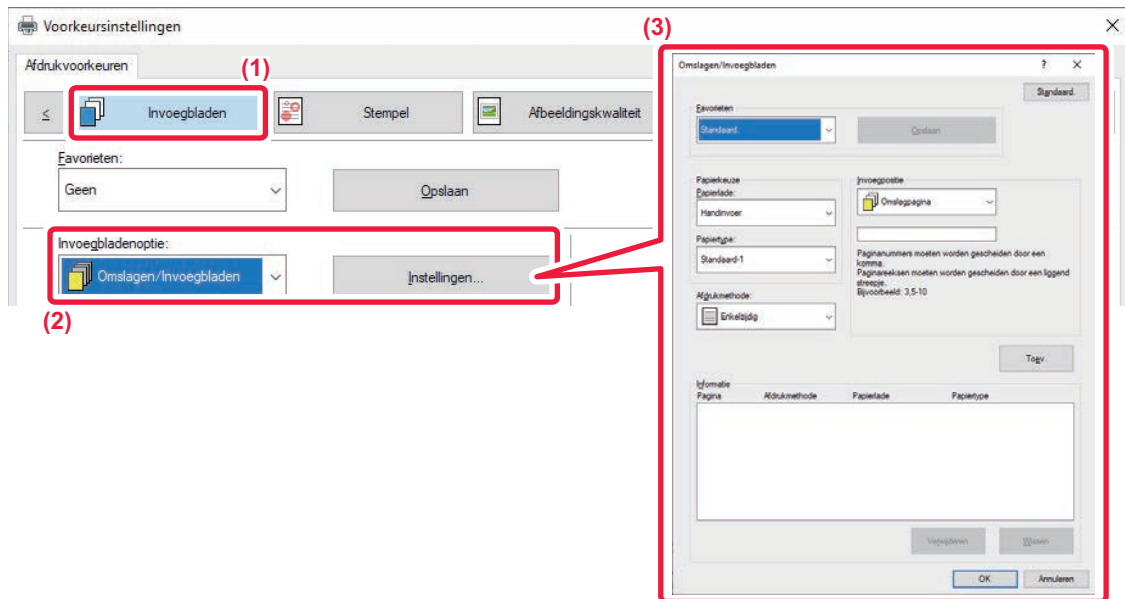 Voorkeursinstellingen
Afdrukvoorkeuren
(1)
≤ Invoegbladen Stempel Afbeeldingskwaliteit
Favorieten:
Geen Opslaan
Invoegbladenoptie:
Omslagen/Invoegbladen Instellingen...
(2)
(3)
Omslagen/Invoegbladen ? X
Standaard.
Favorieten
Standaard. Opslaan
Papierkeuze
Papierlade:
Handinvoer
Papiertype:
Standaard-1
Afdrukmethode:
Enkelzijdig
Invoegpositie
Omslagpagina
Paginanummers moeten worden gescheiden door een
komma.
Paginareeksen moeten worden gescheiden door een liggend
streepje.
Bijvoorbeeld: 3,5-10
Toev
Informatie
Pagina Afdrukmethode Papierlade Papiertype
Verwijderen Wissen
OK Annuleren